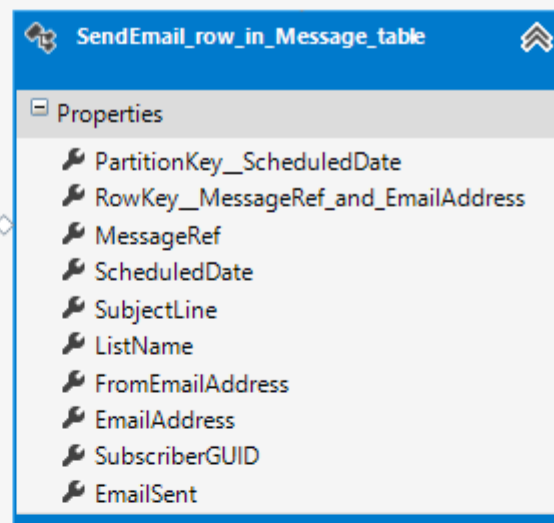 SendEmail_row_in_Message_table
Properties
PartitionKey__ScheduledDate
RowKey__MessageRef_and_EmailAddress
MessageRef
ScheduledDate
SubjectLine
ListName
FromEmailAddress
EmailAddress
SubscriberGUID
EmailSent